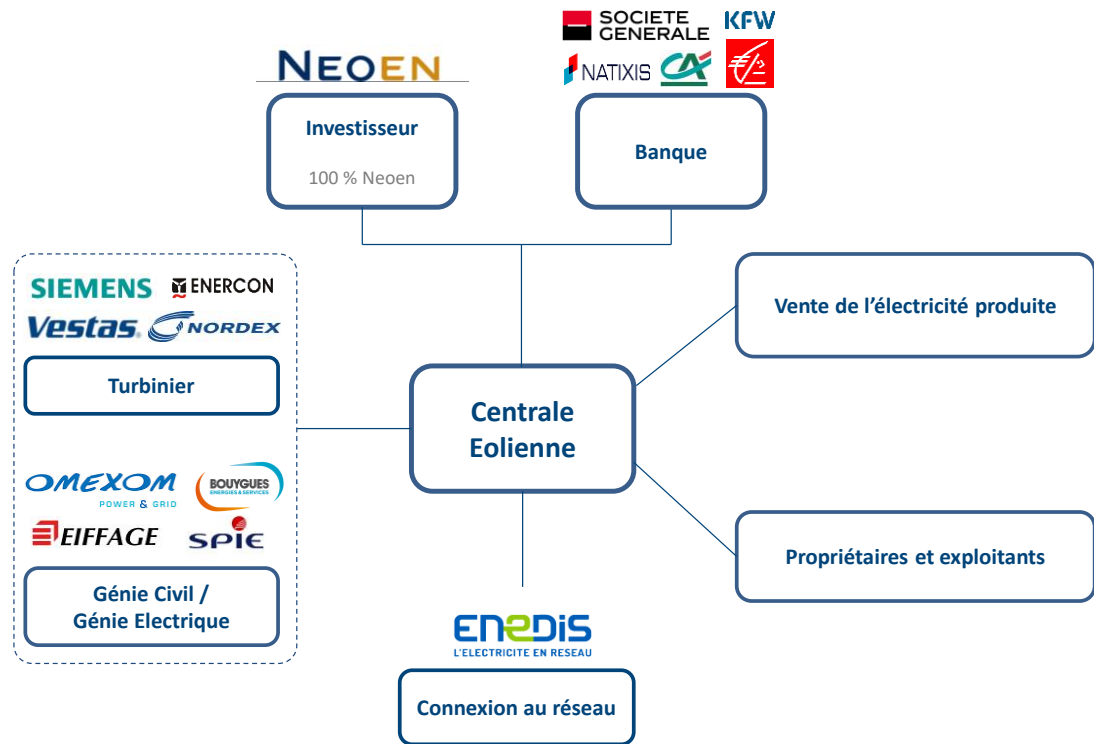 NEOEN
SOCIETE
GENERALE
KFW
NATIXIS
CA
Investisseur
100 % Neoen
Banque
SIEMENS
ENERCON
Vestas
NORDEX
Turbinier
Vente de l’électricité produite
Centrale
Eolienne
OMEXOM
POWER & GRID
BOUYGUES
ENERGIES & SERVICES
EIFFAGE
SPIE
Génie Civil /
Génie Electrique
Propriétaires et exploitants
ENEDIS
L'ELECTRICITE EN RESEAU
Connexion au réseau